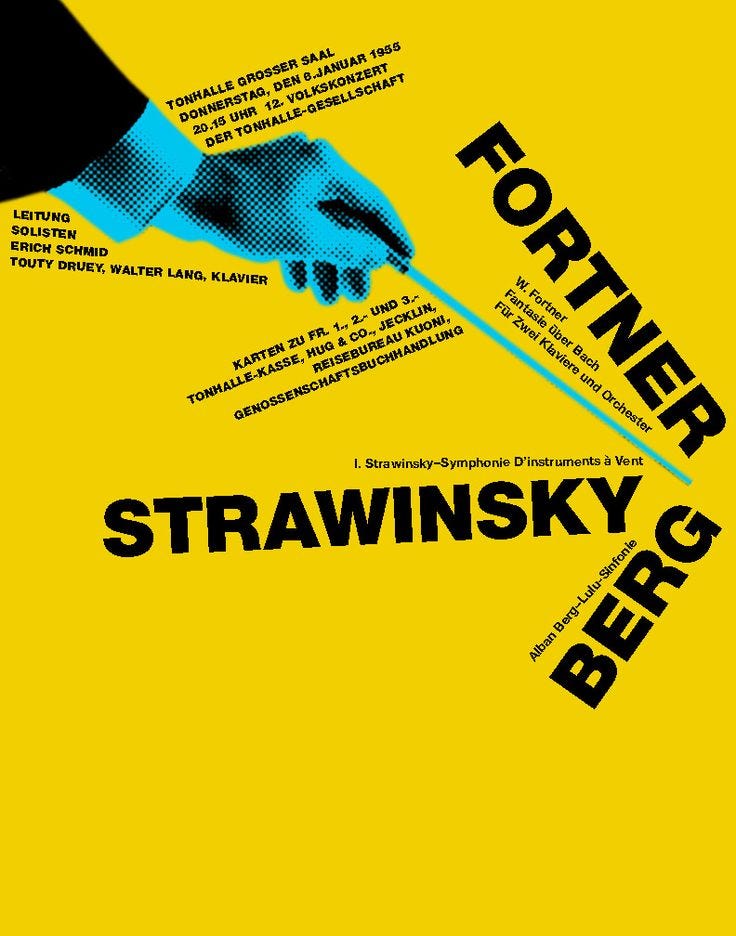 TONHALLE GROSSER SAAL
DONNERSTAG, DEN 6.JANUAR 1955
20.15 UHR 12. VOLKSKONZERT
DER TONHALLE-GESELLSCHAFT
LEITUNG
SOLISTEN
ERICH SCHMID
TOUTY DRUEY, WALTER LANG, KLAVIER
FORTNER
W. Fortner
Fantasie über Bach
Für Zwei Klaviere und Orchester
KARTEN ZU FR. 1.-, 2.- UND 3.-
TONHALLE-KASSE, HUG & CO., JECKLIN,
REISEBUREAU KUONI,
GENOSSENSCHAFTSBUCHHANDLUNG
I. Strawinsky–Symphonie D'instruments à Vent
STRAWINSKY
Alban Berg–Lulu-Sinfonie
BERG